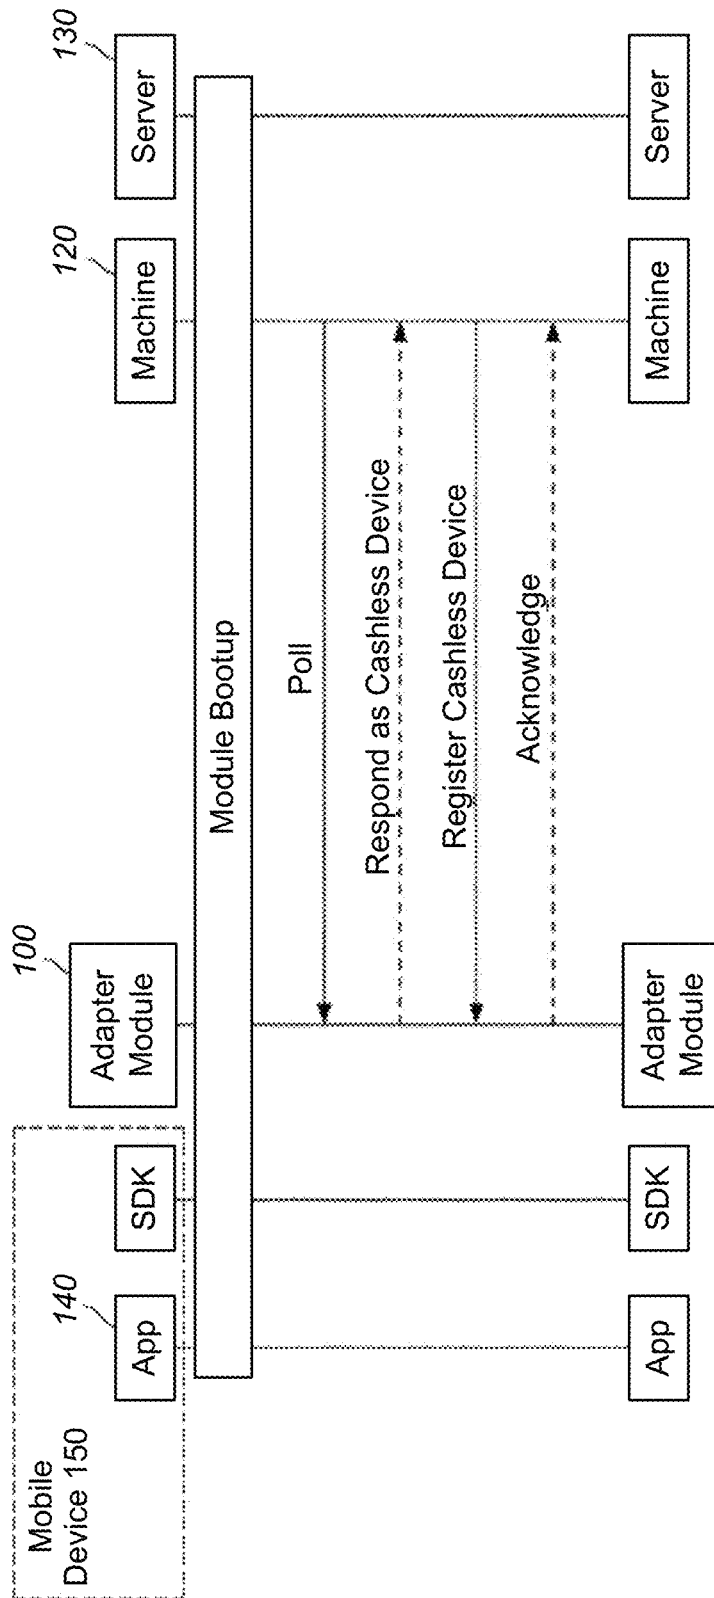 Mobile
Device 150
140
100
120
130
App
SDK
Adapter
Module
Machine
Server
Module Bootup
Poll
Respond as Cashless Device
Register Cashless Device
Acknowledge
App
SDK
Adapter
Module
Machine
Server